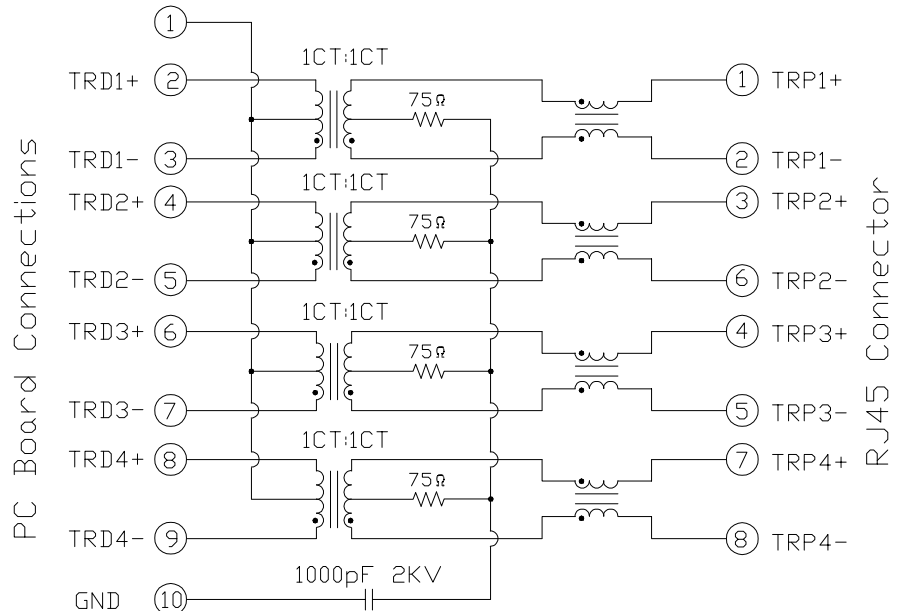 PC Board Connections
1
1CT:1CT
TRD1+ 2
75Ω
1 TRP1+
TRD1- 3
2 TRP1-
1CT:1CT
TRD2+ 4
75Ω
3 TRP2+
TRD2- 5
6 TRP2-
1CT:1CT
TRD3+ 6
75Ω
4 TRP3+
TRD3- 7
5 TRP3-
1CT:1CT
TRD4+ 8
75Ω
7 TRP4+
TRD4- 9
8 TRP4-
1000pF 2KV
GND 10
RJ45 Connector